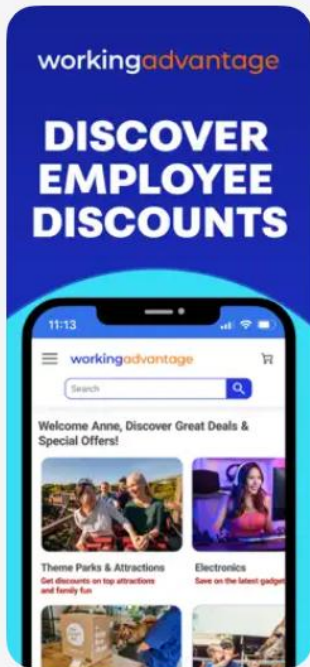 workingadvantage
DISCOVER
EMPLOYEE
DISCOUNTS
11:13
workingadvantage
Search
Welcome Anne, Discover Great Deals &
Special Offers!
Theme Parks & Attractions
Get discounts on top attractions
and family fun
Electronics
Save on the latest gadget